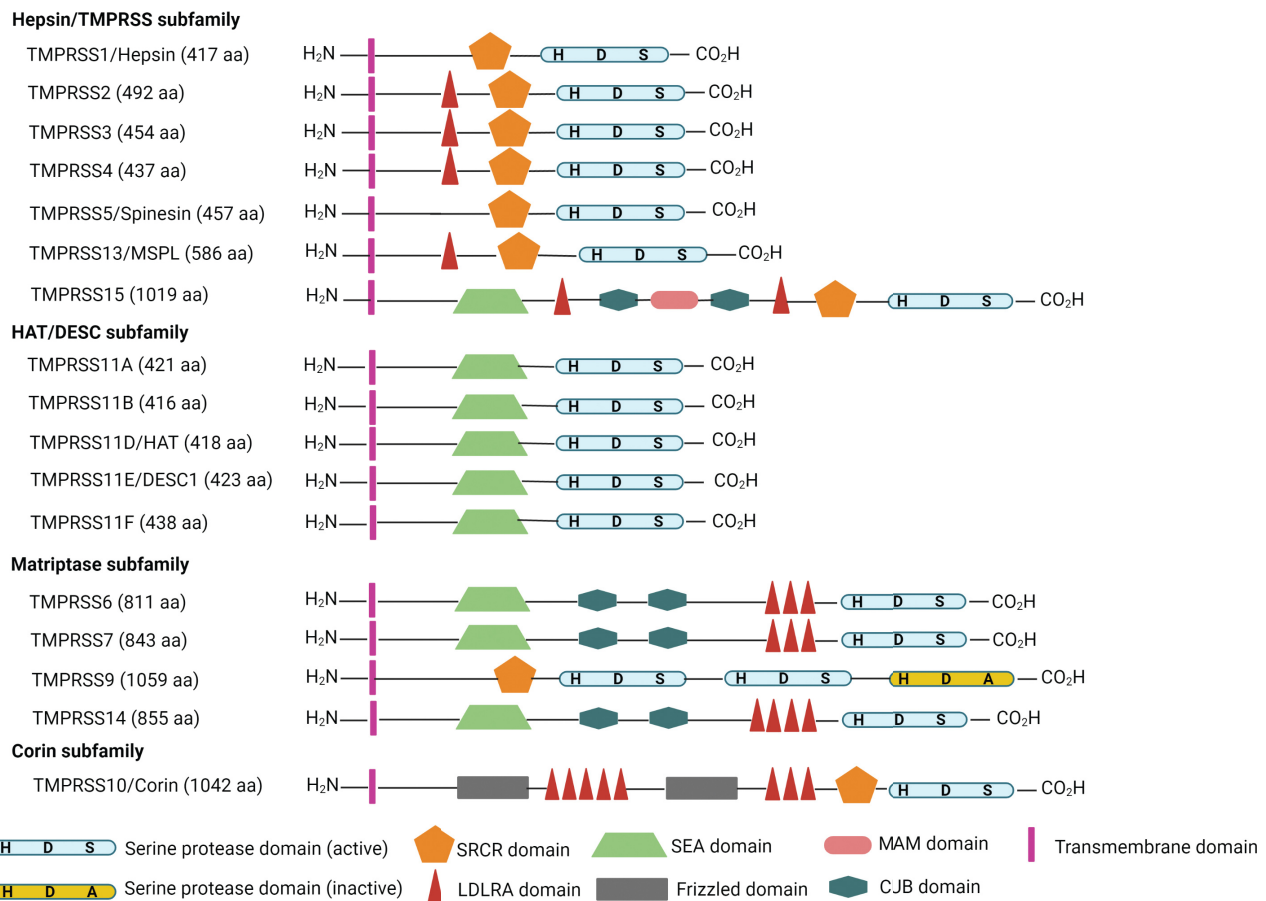 Hepsin/TMPRSS subfamily
TMPRSS1/Hepsin (417 aa) H₂N H D S CO₂H
TMPRSS2 (492 aa) H₂N H D S CO₂H
TMPRSS3 (454 aa) H₂N H D S CO₂H
TMPRSS4 (437 aa) H₂N H D S CO₂H
TMPRSS5/Spinesin (457 aa) H₂N H D S CO₂H
TMPRSS13/MSPL (586 aa) H₂N H D S CO₂H
TMPRSS15 (1019 aa) H₂N H D S CO₂H
HAT/DESC subfamily
TMPRSS11A (421 aa) H₂N H D S CO₂H
TMPRSS11B (416 aa) H₂N H D S CO₂H
TMPRSS11D/HAT (418 aa) H₂N H D S CO₂H
TMPRSS11E/DESC1 (423 aa) H₂N H D S CO₂H
TMPRSS11F (438 aa) H₂N H D S CO₂H
Matriptase subfamily
TMPRSS6 (811 aa) H₂N H D S CO₂H
TMPRSS7 (843 aa) H₂N H D S CO₂H
TMPRSS9 (1059 aa) H₂N H D S H D S H D A CO₂H
TMPRSS14 (855 aa) H₂N H D S CO₂H
Corin subfamily
TMPRSS10/Corin (1042 aa) H₂N H D S CO₂H
H D S Serine protease domain (active) SRCR domain SEA domain MAM domain Transmembrane domain
H D A Serine protease domain (inactive) LDLRA domain Frizzled domain CJB domain